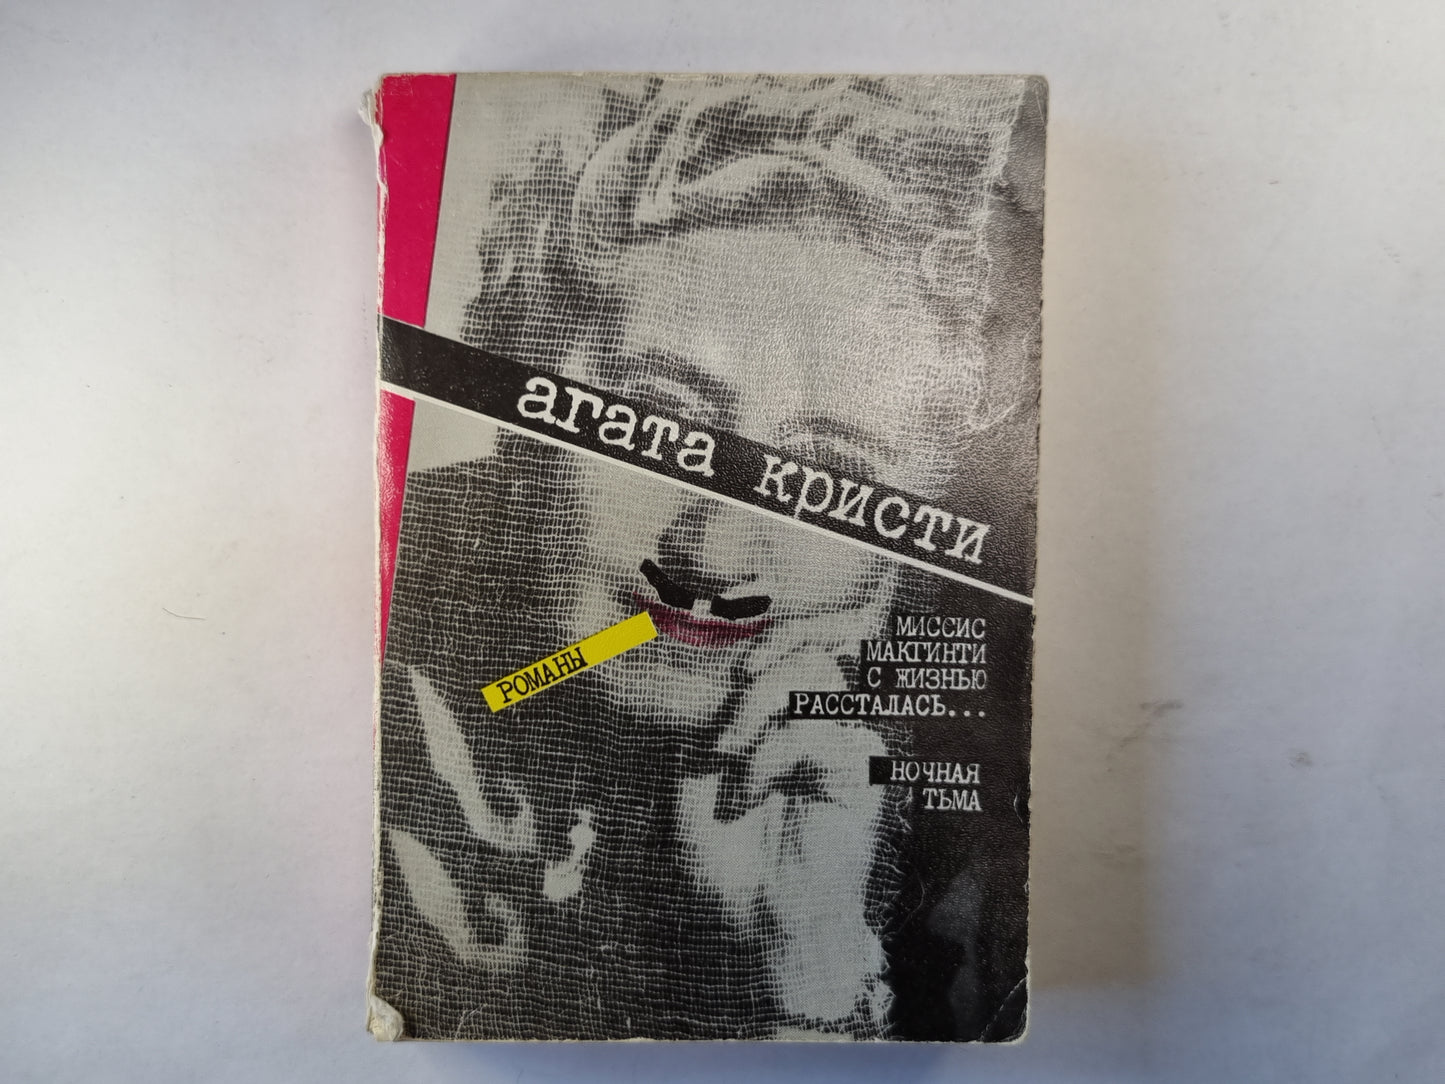 агата кристи
РОМАНЫ
МИССИС
МАКГИНТИ
С ЖИЗНЬЮ
РАССТАЛАСЬ...
НОЧНАЯ
ТЬМА